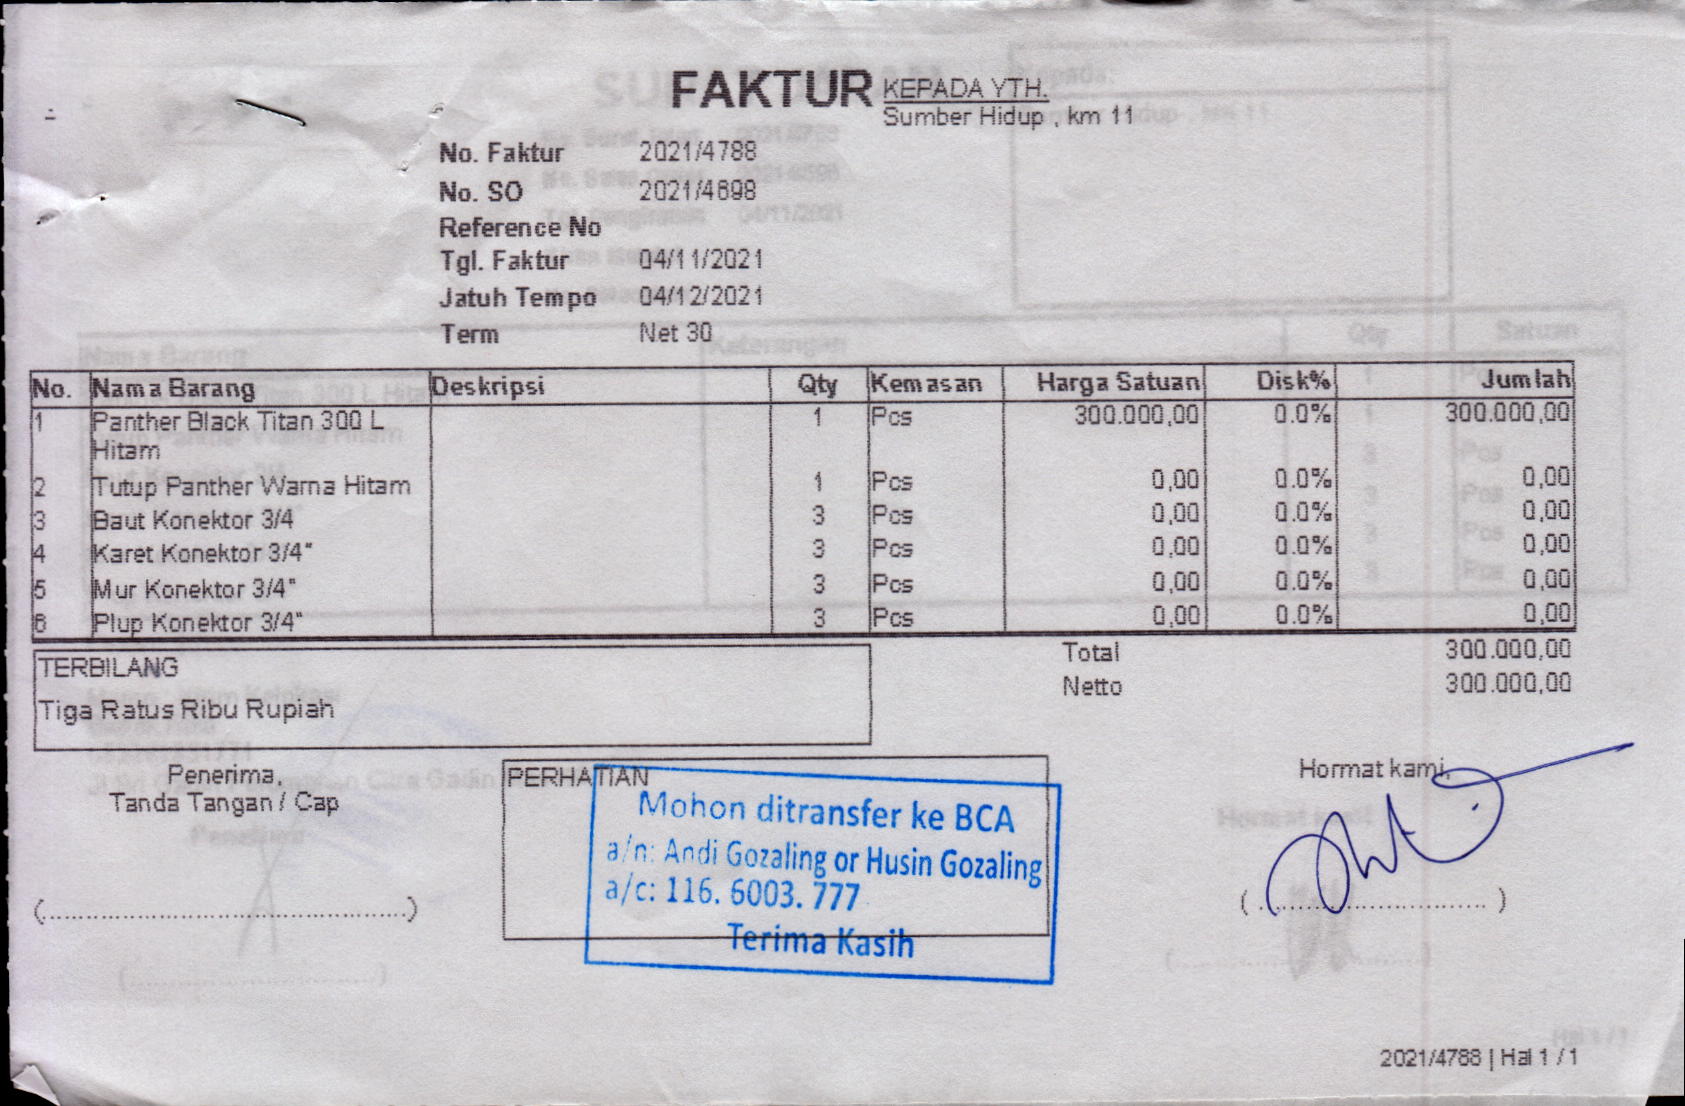 FAKTUR
KEPADA YTH.
Sumber Hidup , km 11
No. Faktur 2021/4788
No. SO 2021/4698
Reference No
Tgl. Faktur 04/11/2021
Jatuh Tempo 04/12/2021
Term Net 30
No. Nama Barang Deskripsi Qty Kemasan Harga Satuan Disk% Jumlah
1 Panther Black Titan 300 L 1 Pcs 300.000,00 0.0% 300.000,00
Hitam
2 Tutup Panther Warna Hitam 1 Pcs 0,00 0.0% 0,00
3 Baut Konektor 3/4 3 Pcs 0,00 0.0% 0,00
4 Karet Konektor 3/4" 3 Pcs 0,00 0.0% 0,00
5 Mur Konektor 3/4" 3 Pcs 0,00 0.0% 0,00
6 Plup Konektor 3/4" 3 Pcs 0,00 0.0% 0,00
Total 300.000,00
Netto 300.000,00
TERBILANG
Tiga Ratus Ribu Rupiah
Penerima,
Tanda Tangan / Cap
(..................................................)
PERHATIAN
Mohon ditransfer ke BCA
a/n: Andi Gozaling or Husin Gozaling
a/c: 116. 6003. 777
Terima Kasih
Hormat kami,
( .................................. )
2021/4788 | Hal 1 / 1